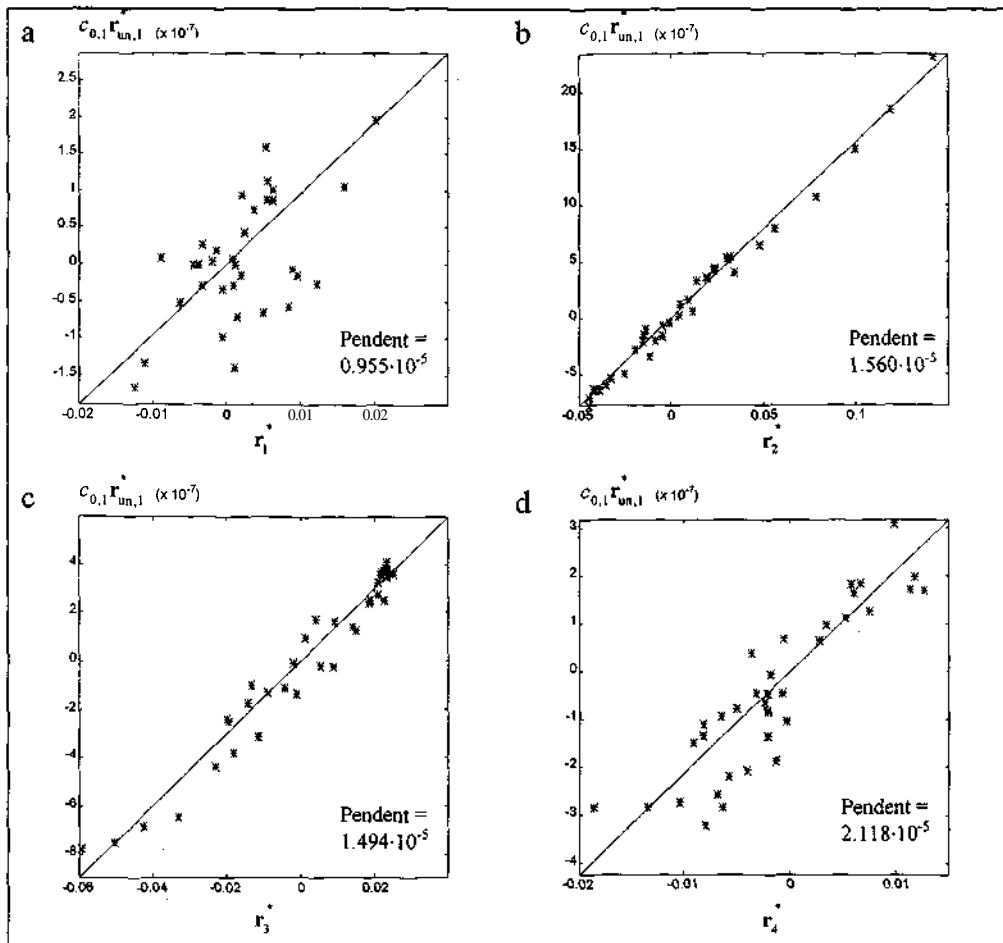 a
c₀,₁ r*un,1 (x 10⁻⁷)
2.5
2
1.5
1
0.5
0
-0.5
-1
-1.5
-0.02 -0.01 0 0.01 0.02
r₁*
Pendent =
0.955·10⁻⁵
b
c₀,₁ r*un,1 (x 10⁻⁷)
20
15
10
5
0
-5
-0.05 0 0.05 0.1
r₂*
Pendent =
1.560·10⁻⁵
c
c₀,₁ r*un,1 (x 10⁻⁷)
4
2
0
-2
-4
-6
-8
-0.06 -0.04 -0.02 0 0.02
r₃*
Pendent =
1.494·10⁻⁵
d
c₀,₁ r*un,1 (x 10⁻⁷)
3
2
1
0
-1
-2
-3
-4
-0.02 -0.01 0 0.01
r₄*
Pendent =
2.118·10⁻⁵